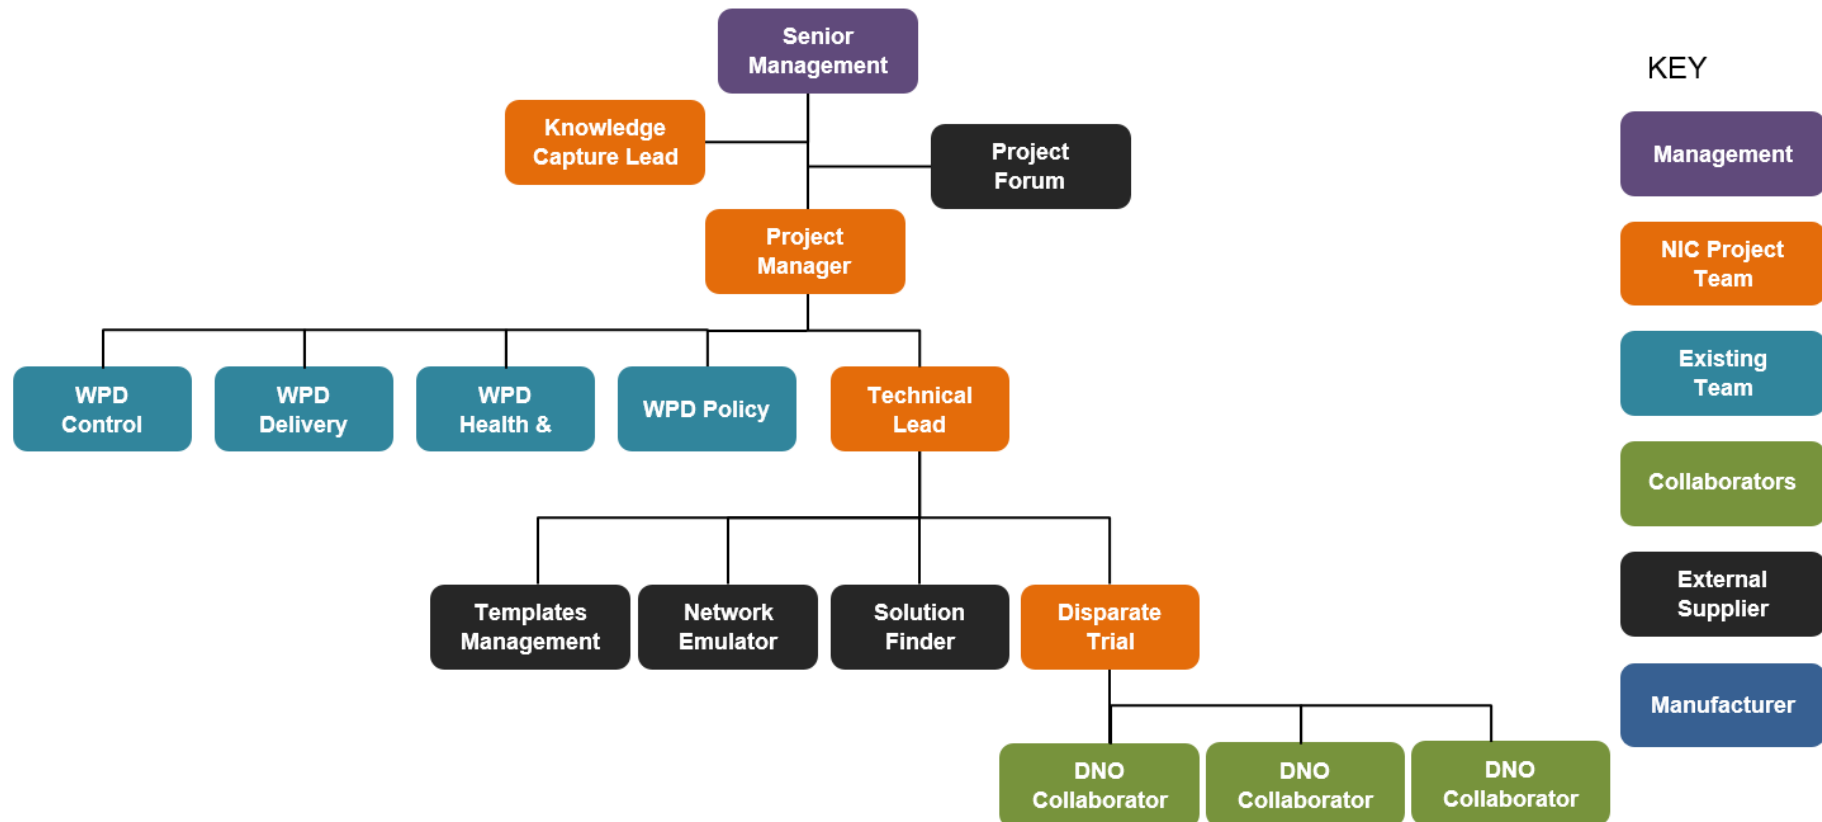 Senior
Management
KEY
Knowledge
Capture Lead
Project
Forum
Management
Project
Manager
NIC Project
Team
WPD
Control
WPD
Delivery
WPD
Health &
WPD Policy
Technical
Lead
Existing
Team
Collaborators
Templates
Management
Network
Emulator
Solution
Finder
Disparate
Trial
External
Supplier
Manufacturer
DNO
Collaborator
DNO
Collaborator
DNO
Collaborator